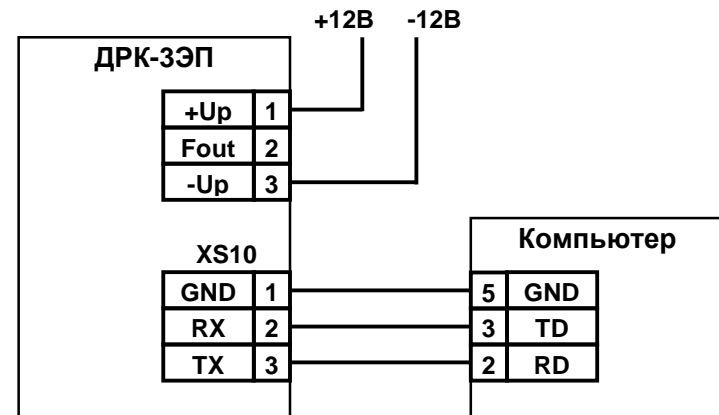 +12В -12В
ДРК-3ЭП
+Up 1
Fout 2
-Up 3
Компьютер
XS10
GND 1 5 GND
RX 2 3 TD
TX 3 2 RD